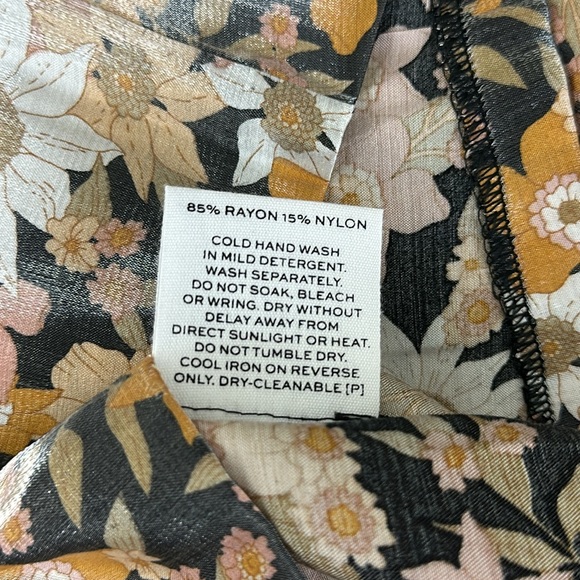 85% RAYON 15% NYLON
COLD HAND WASH
IN MILD DETERGENT.
WASH SEPARATELY.
DO NOT SOAK, BLEACH
OR WRING. DRY WITHOUT
DELAY AWAY FROM
DIRECT SUNLIGHT OR HEAT.
DO NOT TUMBLE DRY.
COOL IRON ON REVERSE
ONLY. DRY-CLEANABLE [P]